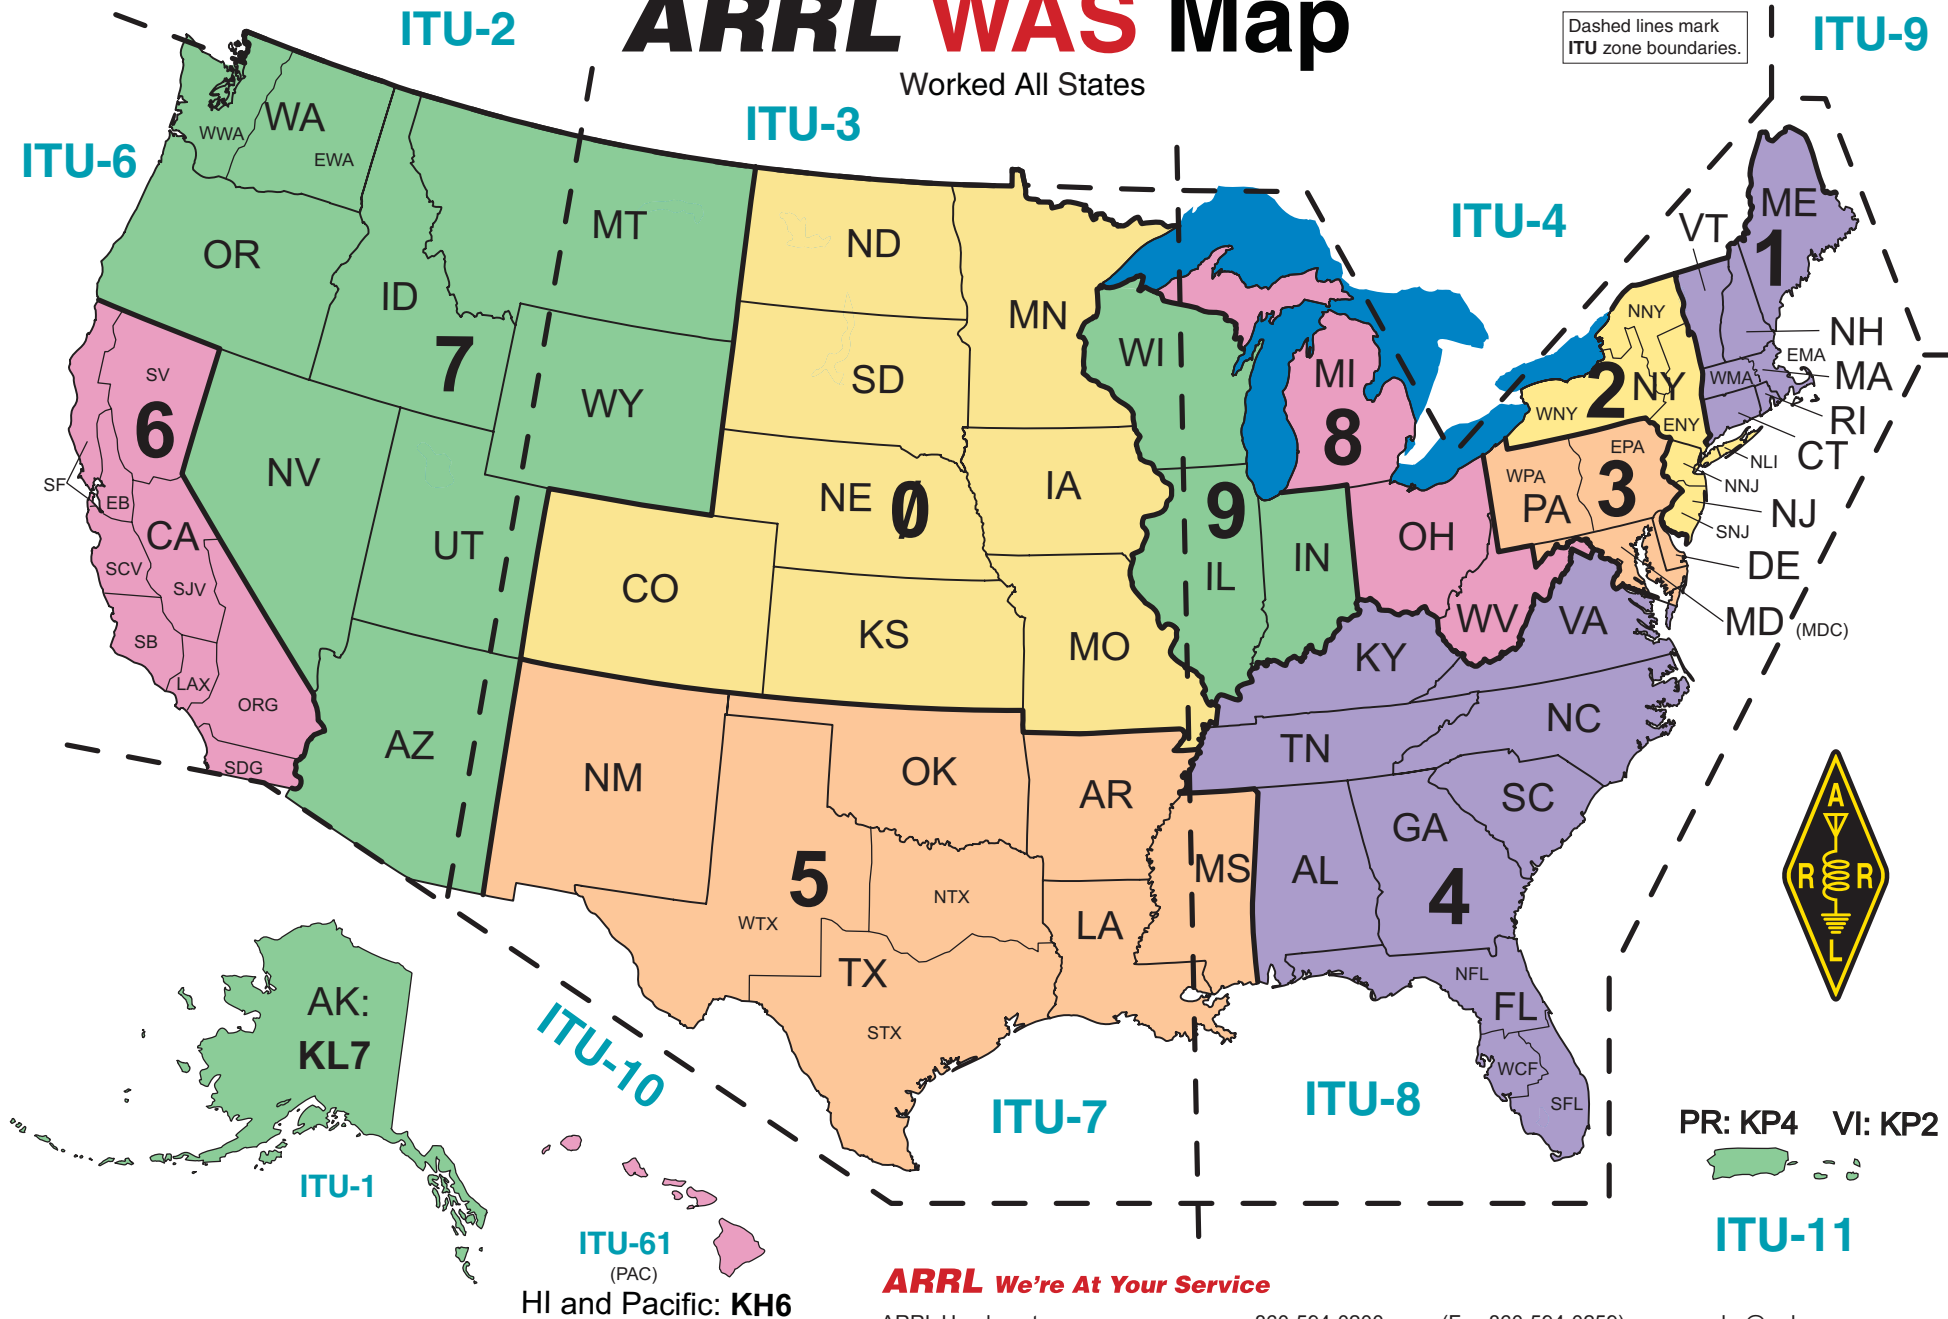 ARRL WAS Map
Worked All States
Dashed lines mark
ITU zone boundaries.
ITU-2
ITU-9
ITU-3
ITU-6
ITU-4
WWA
WA
EWA
OR
ID
MT
7
WY
NV
UT
AZ
SV
6
SF
EB
CA
SCV
SJV
SB
LAX
ORG
SDG
ND
MN
SD
NE
0
IA
CO
KS
MO
WI
9
IL
IN
MI
8
OH
WV
NNY
2
NY
WNY
ENY
NLI
NNJ
NJ
SNJ
EPA
WPA
3
PA
DE
MD (MDC)
VT
ME
1
NH
EMA
MA
WMA
RI
CT
VA
KY
NC
TN
SC
GA
AL
4
NFL
FL
WCF
SFL
NM
OK
AR
MS
5
NTX
WTX
LA
TX
STX
A
R R
L
AK:
KL7
ITU-1
ITU-10
ITU-7
ITU-8
ITU-61
(PAC)
HI and Pacific: KH6
PR: KP4 VI: KP2
ITU-11
ARRL We're At Your Service